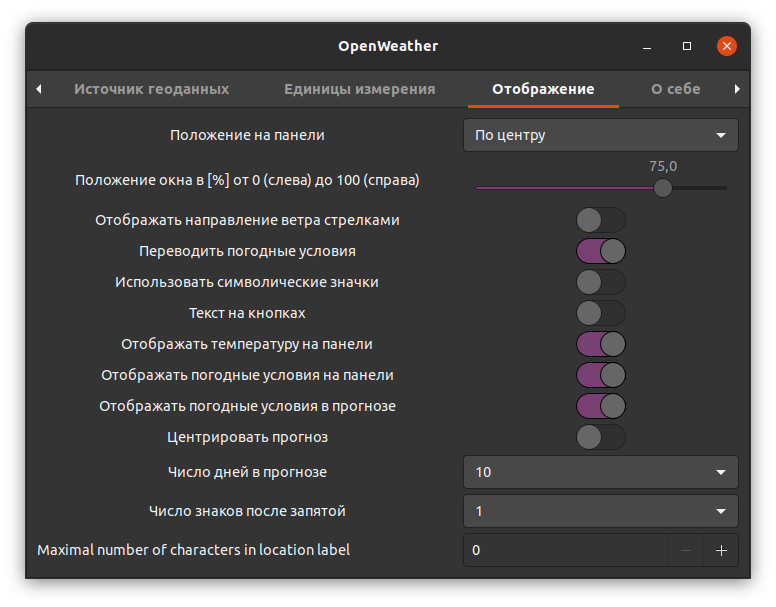 OpenWeather
Источник геоданных Единицы измерения Отображение О себе
Положение на панели По центру
75,0
Положение окна в [%] от 0 (слева) до 100 (справа)
Отображать направление ветра стрелками
Переводить погодные условия
Использовать символические значки
Текст на кнопках
Отображать температуру на панели
Отображать погодные условия на панели
Отображать погодные условия в прогнозе
Центрировать прогноз
Число дней в прогнозе 10
Число знаков после запятой 1
Maximal number of characters in location label 0